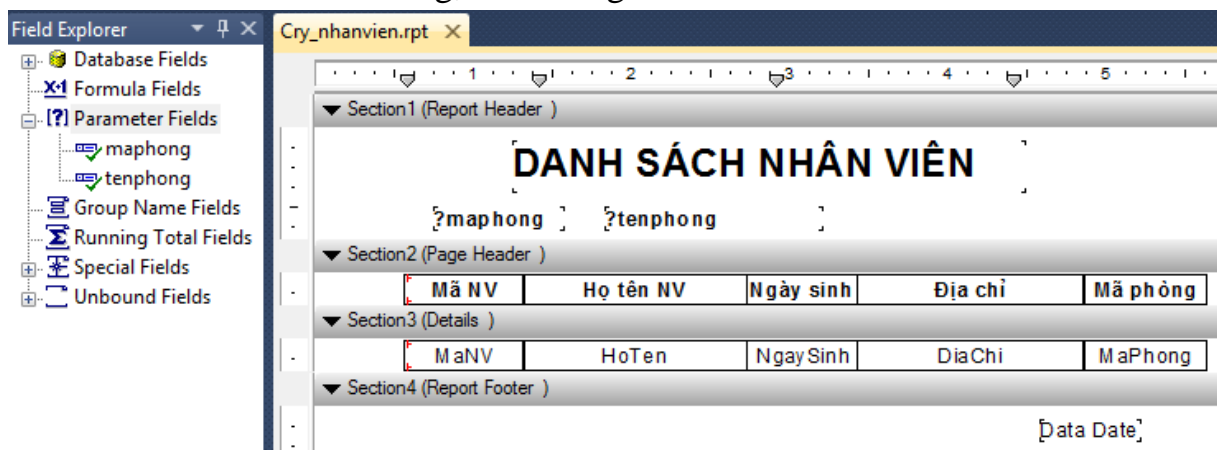 Field Explorer
Database Fields
Formula Fields
Parameter Fields
maphong
tenphong
Group Name Fields
Running Total Fields
Special Fields
Unbound Fields
Cry_nhanvien.rpt
1 2 3 4 5
Section1 (Report Header )
DANH SÁCH NHÂN VIÊN
?maphong ?tenphong
Section2 (Page Header )
Mã NV Họ tên NV Ngày sinh Địa chỉ Mã phòng
Section3 (Details )
MaNV HoTen NgaySinh DiaChi MaPhong
Section4 (Report Footer )
Data Date